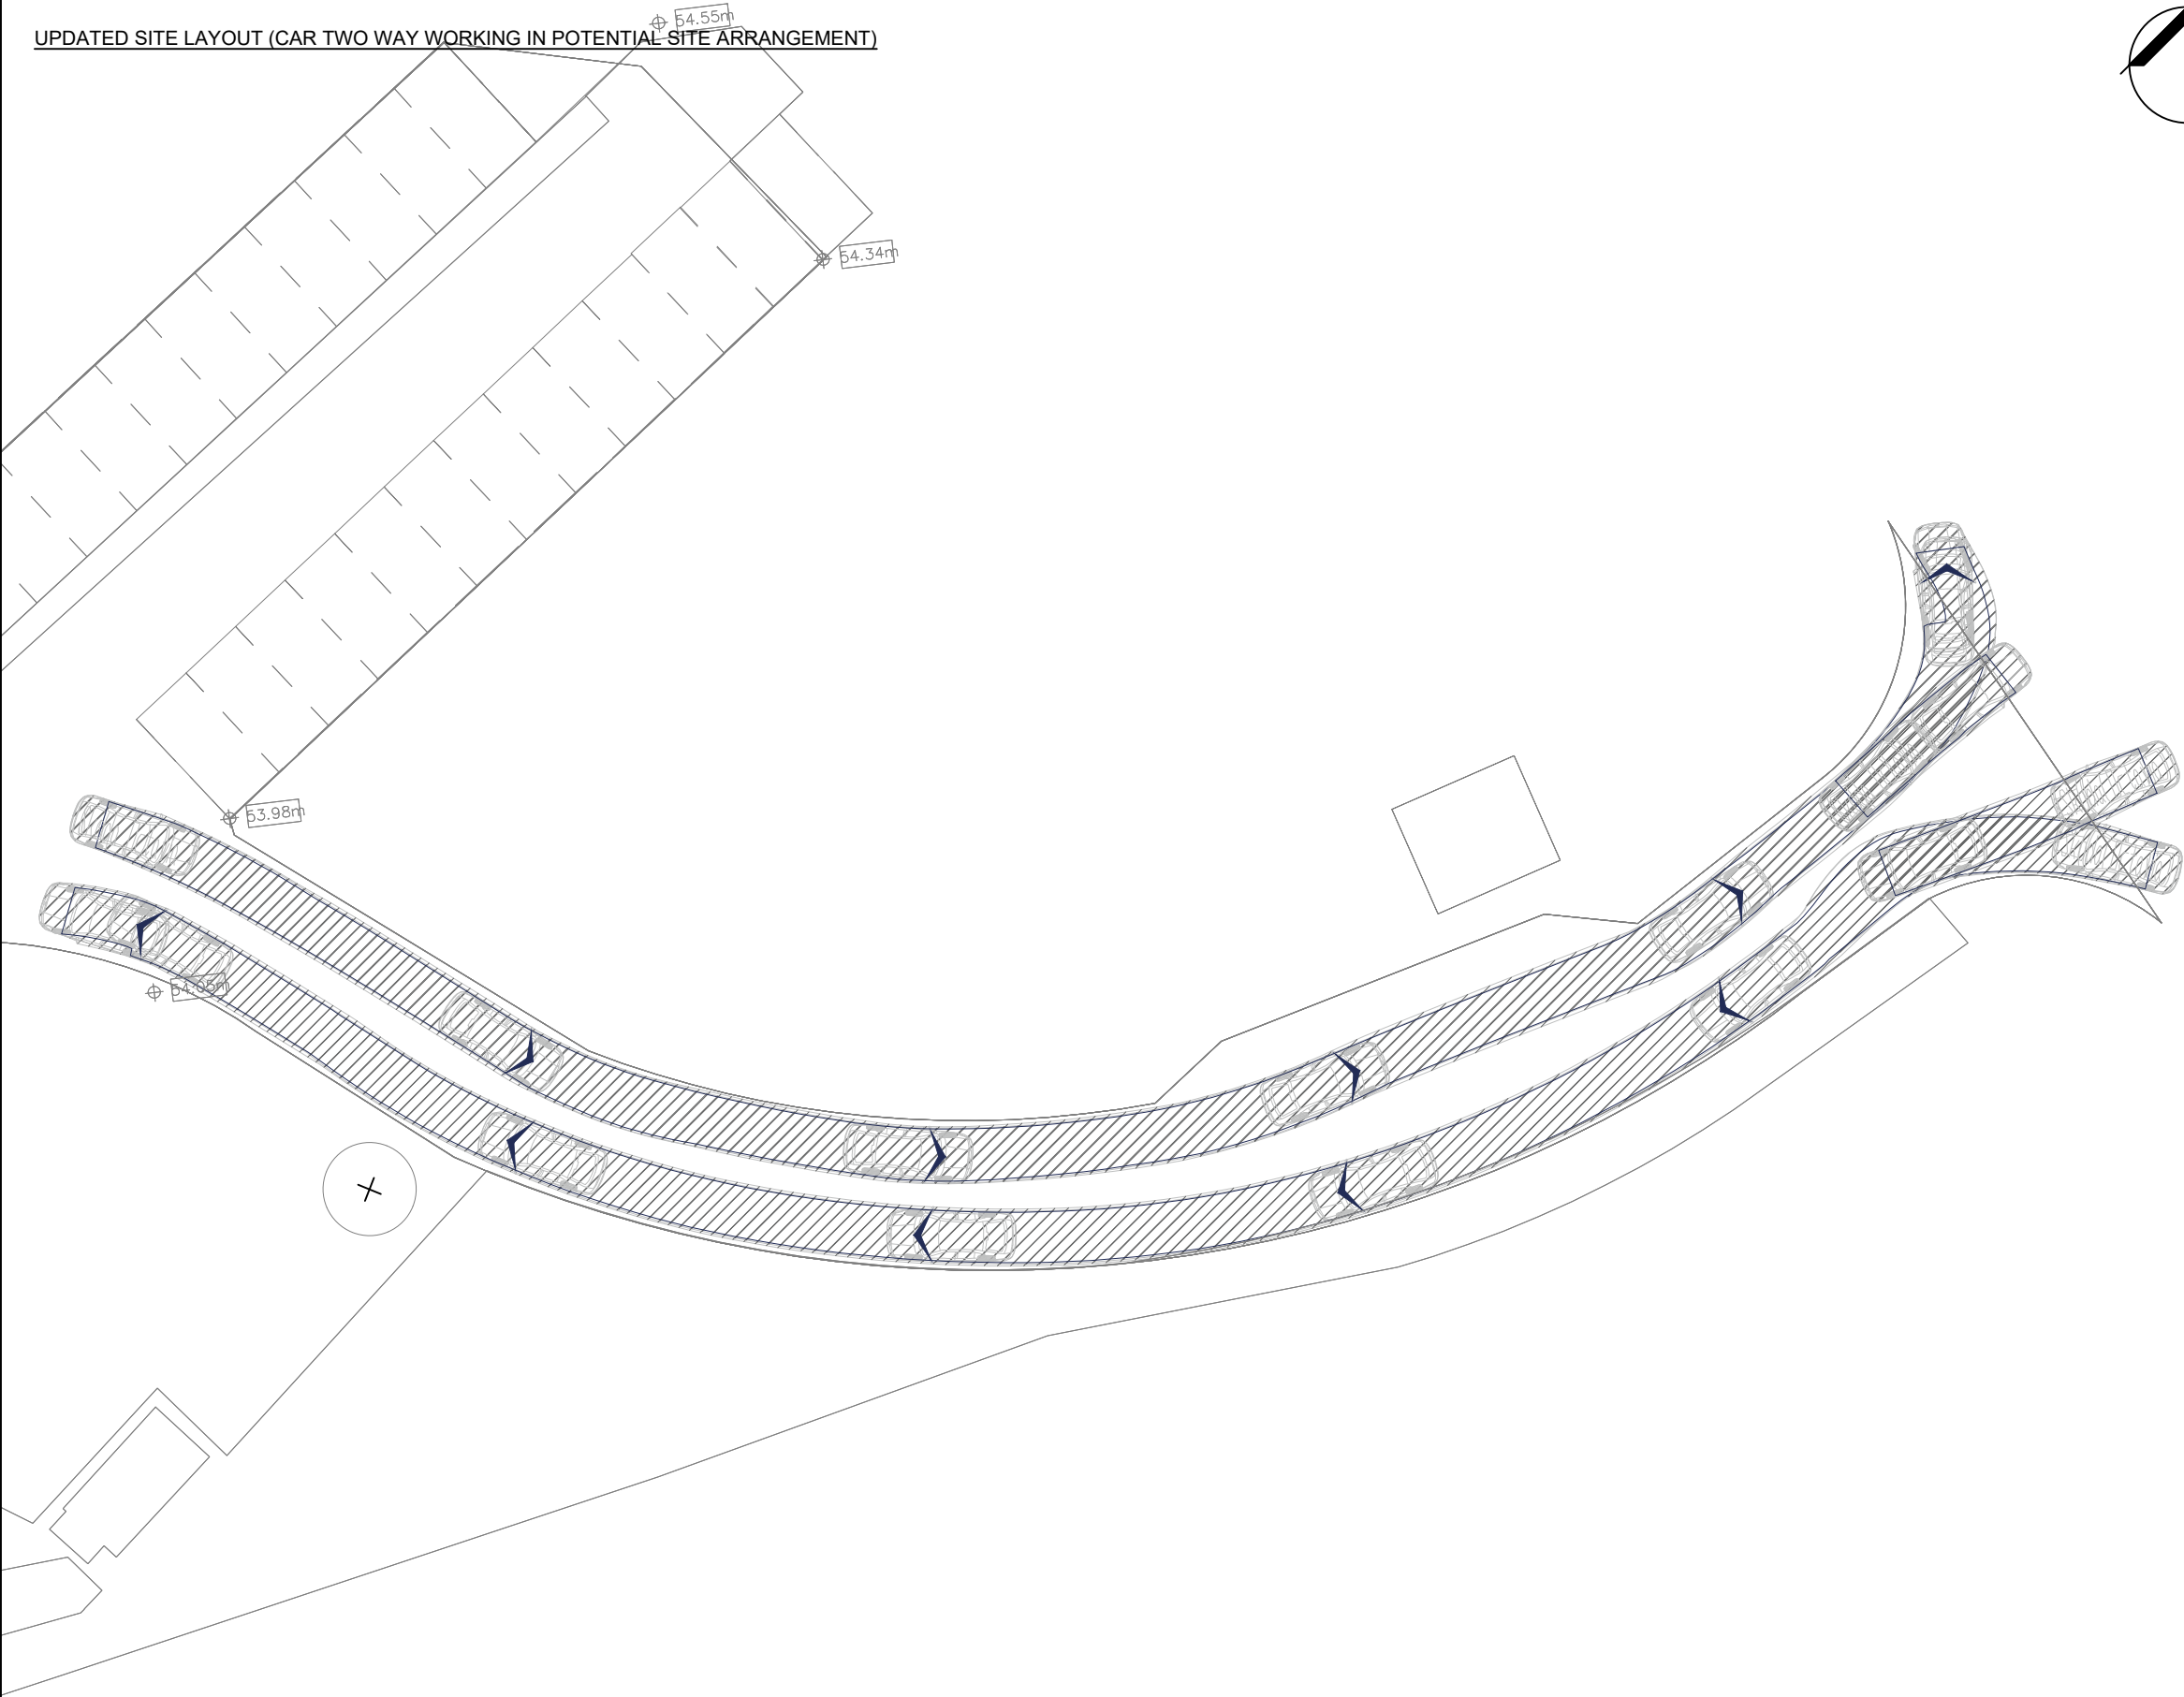 54.55m
UPDATED SITE LAYOUT (CAR TWO WAY WORKING IN POTENTIAL SITE ARRANGEMENT)
54.34m
53.98m
54.05m